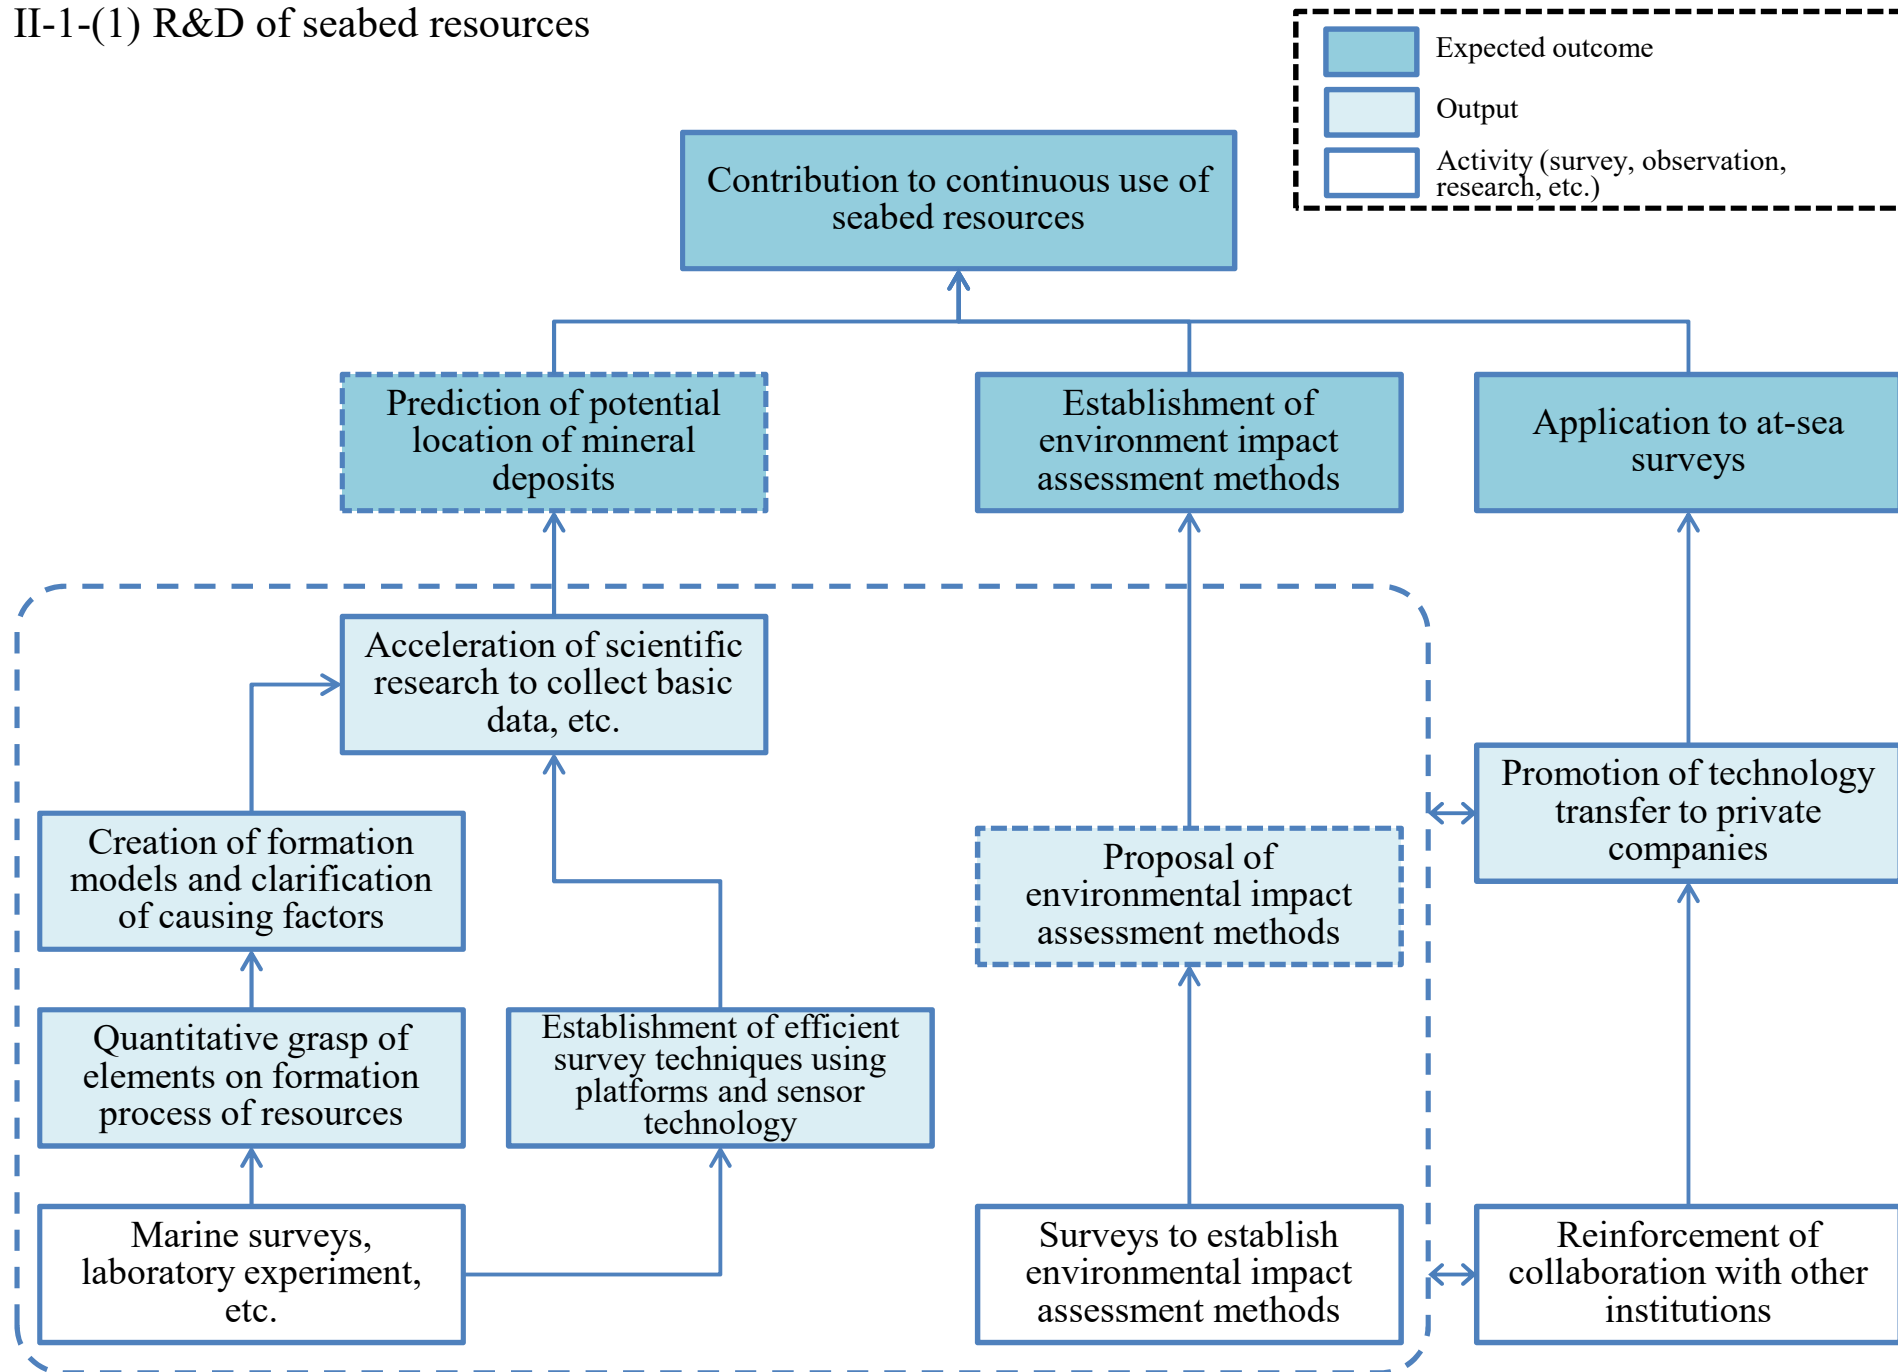 II-1-(1) R&D of seabed resources
Expected outcome
Output
Activity (survey, observation,
research, etc.)
Contribution to continuous use of
seabed resources
Prediction of potential
location of mineral
deposits
Establishment of
environment impact
assessment methods
Application to at-sea
surveys
Acceleration of scientific
research to collect basic
data, etc.
Promotion of technology
transfer to private
companies
Creation of formation
models and clarification
of causing factors
Proposal of
environmental impact
assessment methods
Quantitative grasp of
elements on formation
process of resources
Establishment of efficient
survey techniques using
platforms and sensor
technology
Marine surveys,
laboratory experiment,
etc.
Surveys to establish
environmental impact
assessment methods
Reinforcement of
collaboration with other
institutions